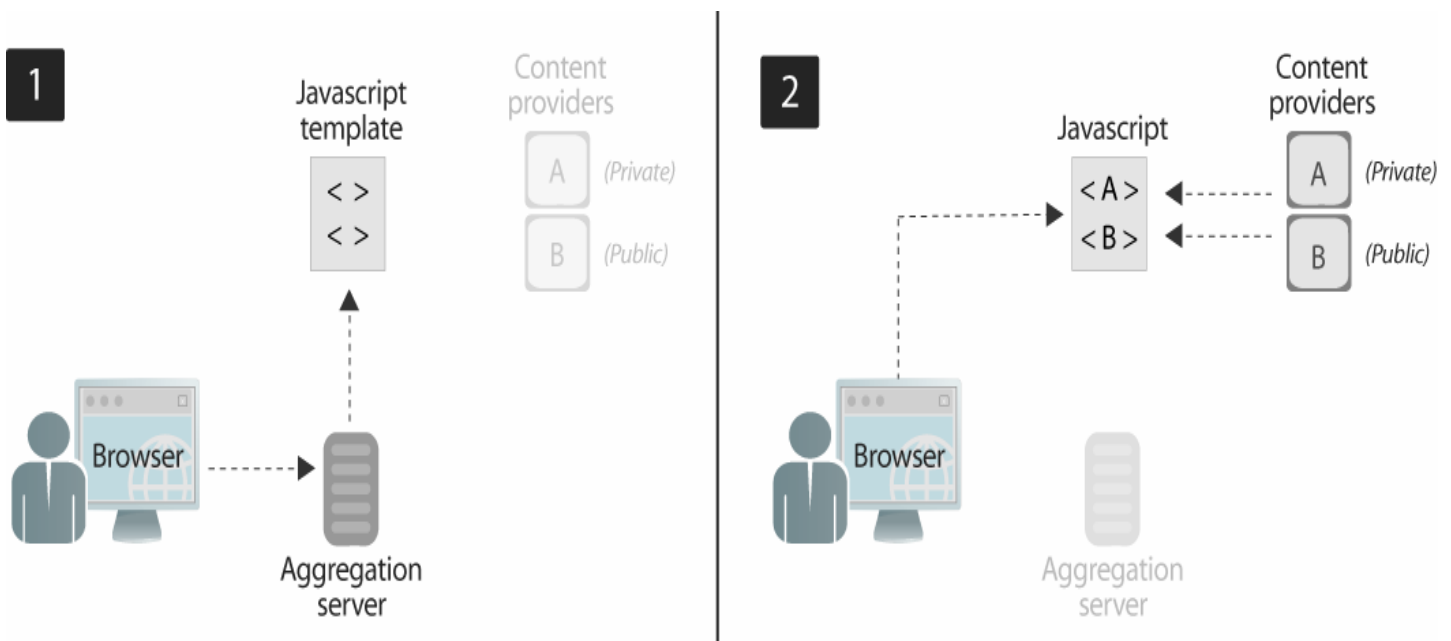 1
Javascript
template
< >
< >
Content
providers
A (Private)
B (Public)
Browser
Aggregation
server
2
Javascript
< A >
< B >
Content
providers
A (Private)
B (Public)
Browser
Aggregation
server